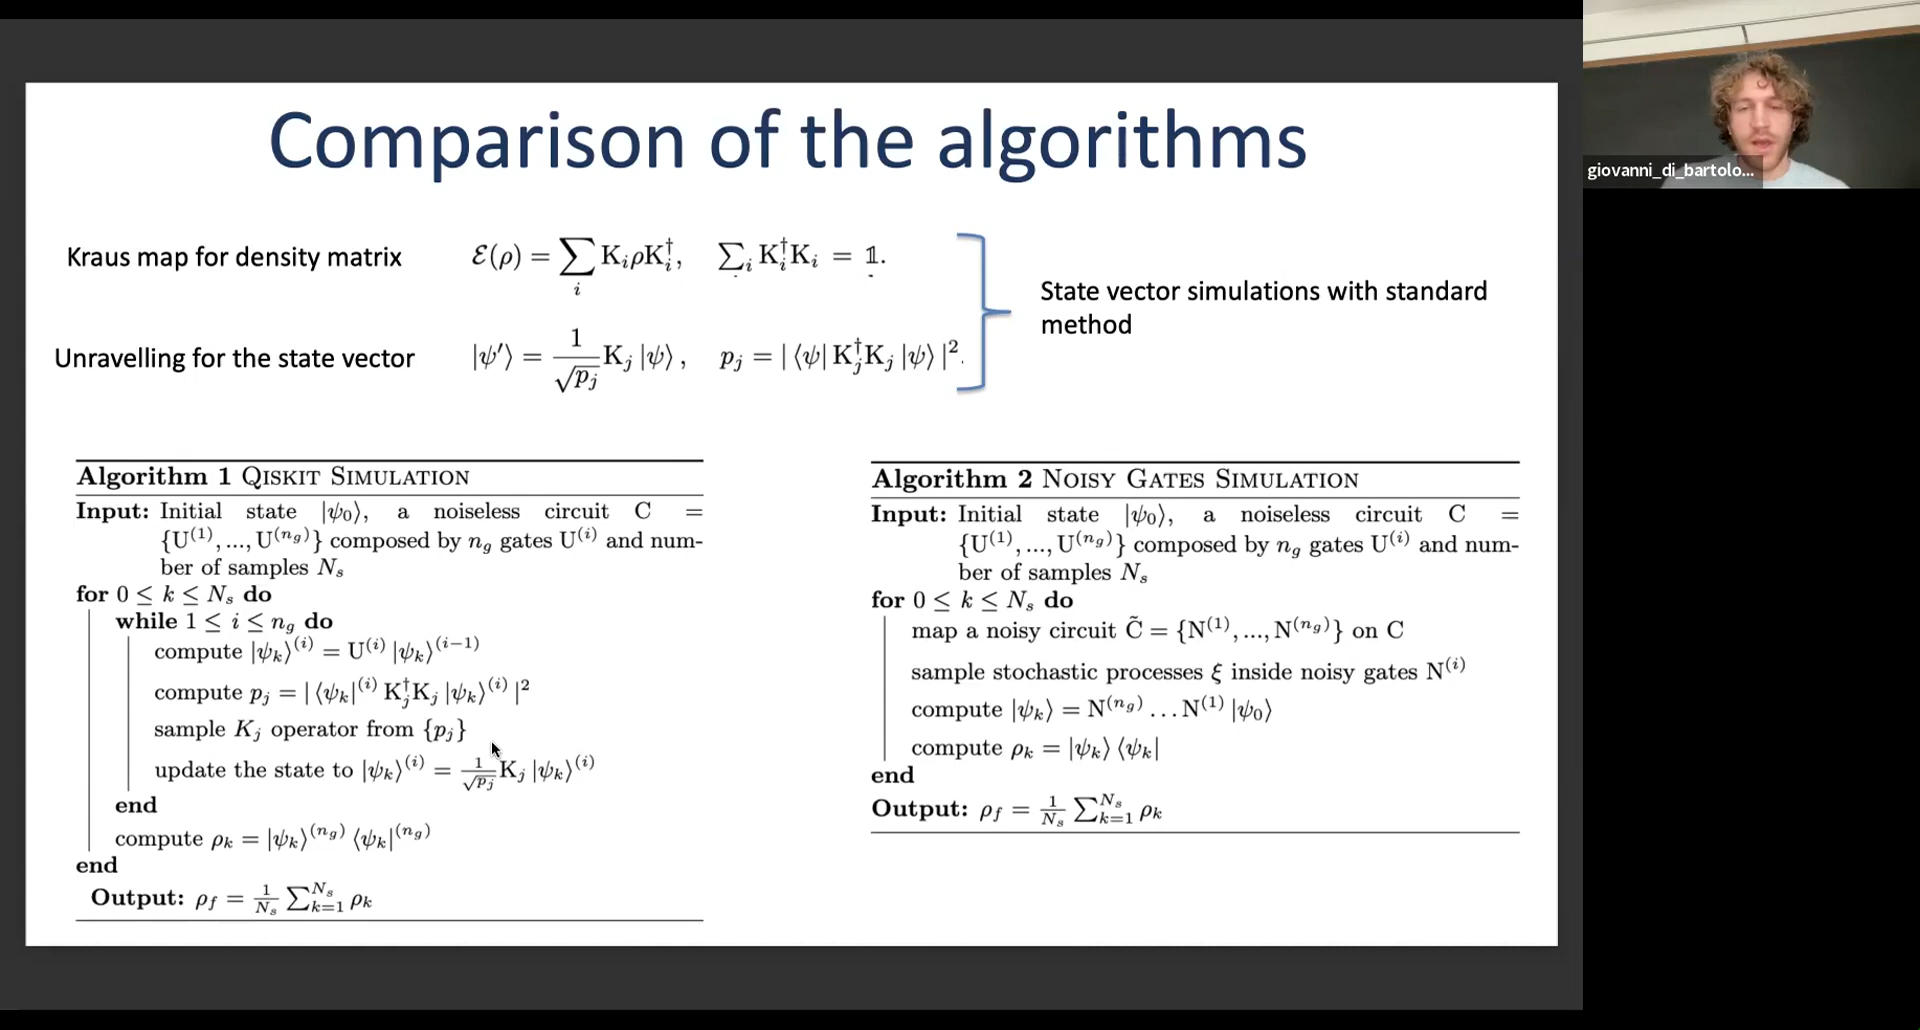 Comparison of the algorithms
giovanni_di_bartolo...
Kraus map for density matrix
ℰ(ρ) = ∑_i K_i ρ K_i^†, ∑_i K_i^† K_i = 𝟙.
State vector simulations with standard
method
Unravelling for the state vector
|ψ′⟩ = 1/√p_j K_j |ψ⟩, p_j = |⟨ψ| K_j^† K_j |ψ⟩|².
Algorithm 1 QISKIT SIMULATION
Input: Initial state |ψ₀⟩, a noiseless circuit C =
{U^(1), ..., U^(n_g)} composed by n_g gates U^(i) and num-
ber of samples N_s
for 0 ≤ k ≤ N_s do
while 1 ≤ i ≤ n_g do
compute |ψ_k⟩^(i) = U^(i) |ψ_k⟩^(i−1)
compute p_j = |⟨ψ_k|^(i) K_j^† K_j |ψ_k⟩^(i)|²
sample K_j operator from {p_j}
update the state to |ψ_k⟩^(i) = 1/√p_j K_j |ψ_k⟩^(i)
end
compute ρ_k = |ψ_k⟩^(n_g) ⟨ψ_k|^(n_g)
end
Output: ρ_f = 1/N_s ∑_{k=1}^{N_s} ρ_k
Algorithm 2 NOISY GATES SIMULATION
Input: Initial state |ψ₀⟩, a noiseless circuit C =
{U^(1), ..., U^(n_g)} composed by n_g gates U^(i) and num-
ber of samples N_s
for 0 ≤ k ≤ N_s do
map a noisy circuit C̃ = {N^(1), ..., N^(n_g)} on C
sample stochastic processes ξ inside noisy gates N^(i)
compute |ψ_k⟩ = N^(n_g) ... N^(1) |ψ₀⟩
compute ρ_k = |ψ_k⟩ ⟨ψ_k|
end
Output: ρ_f = 1/N_s ∑_{k=1}^{N_s} ρ_k